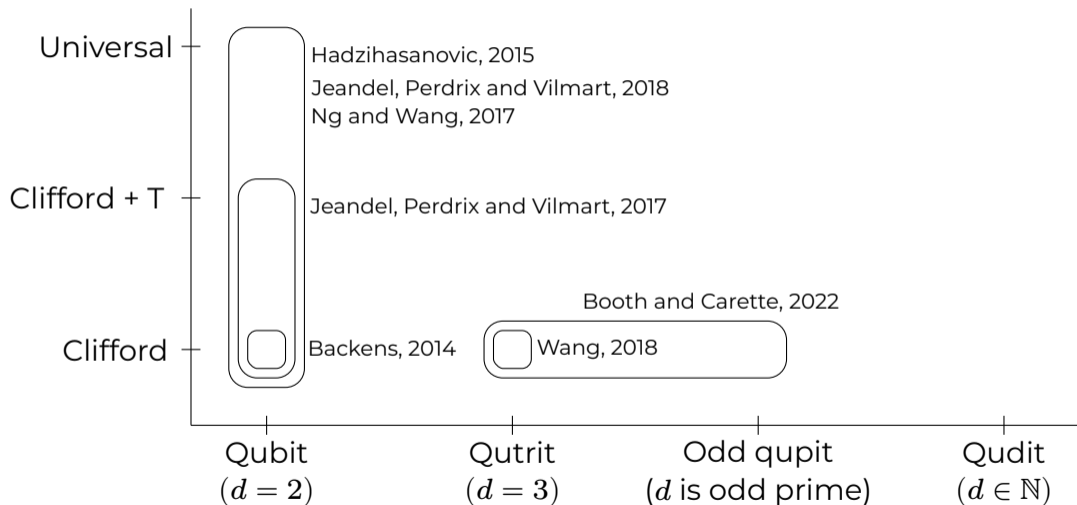 Universal
Hadzihasanovic, 2015
Jeandel, Perdrix and Vilmart, 2018
Ng and Wang, 2017
Clifford + T
Jeandel, Perdrix and Vilmart, 2017
Booth and Carette, 2022
Clifford
Backens, 2014
Wang, 2018
Qubit
(d = 2)
Qutrit
(d = 3)
Odd qupit
(d is odd prime)
Qudit
(d ∈ ℕ)